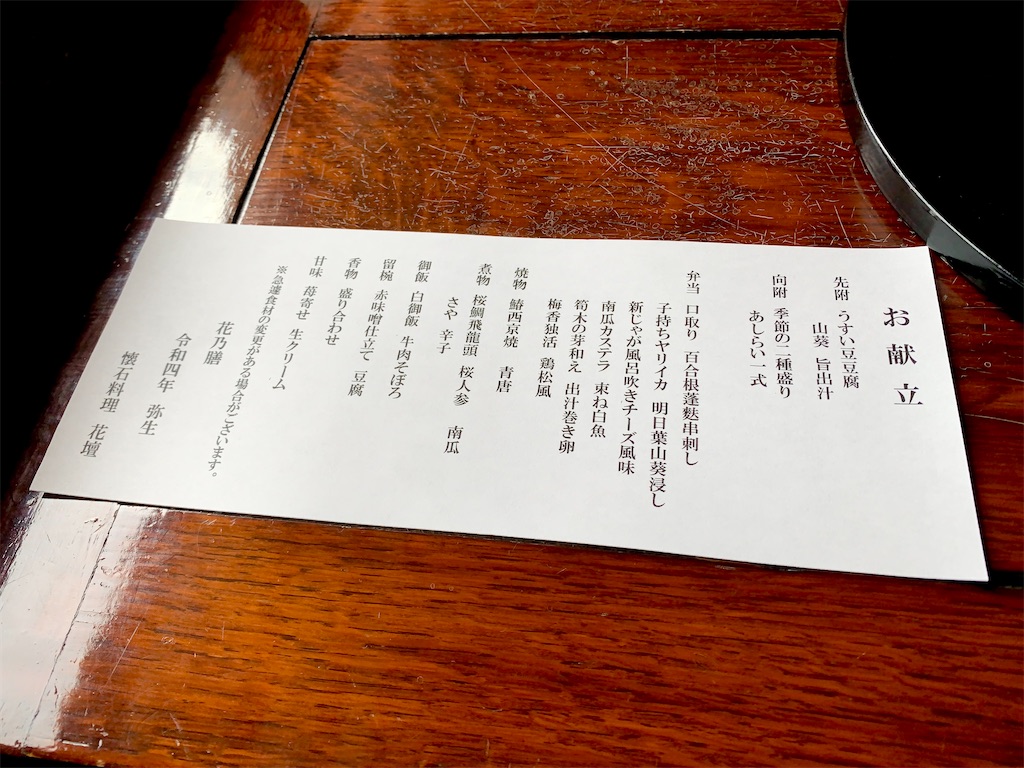 お献立
先附 うすい豆豆腐
山葵 旨出汁
向附 季節の二種盛り
あしらい一式
弁当 口取り 百合根蓬麩串刺し
子持ちヤリイカ 明日葉山葵浸し
新じゃが風呂吹きチーズ風味
南瓜カステラ 束ね白魚
筍木の芽和え 出汁巻き卵
梅香独活 鶏松風
焼物 鰆西京焼 青唐
煮物 桜鯛飛龍頭 桜人参 南瓜
さや 辛子
御飯 白御飯 牛肉そぼろ
留椀 赤味噌仕立て 豆腐
香物 盛り合わせ
甘味 苺寄せ 生クリーム
※急遽食材の変更がある場合がございます。
花乃膳
令和四年 弥生
懐石料理 花壇